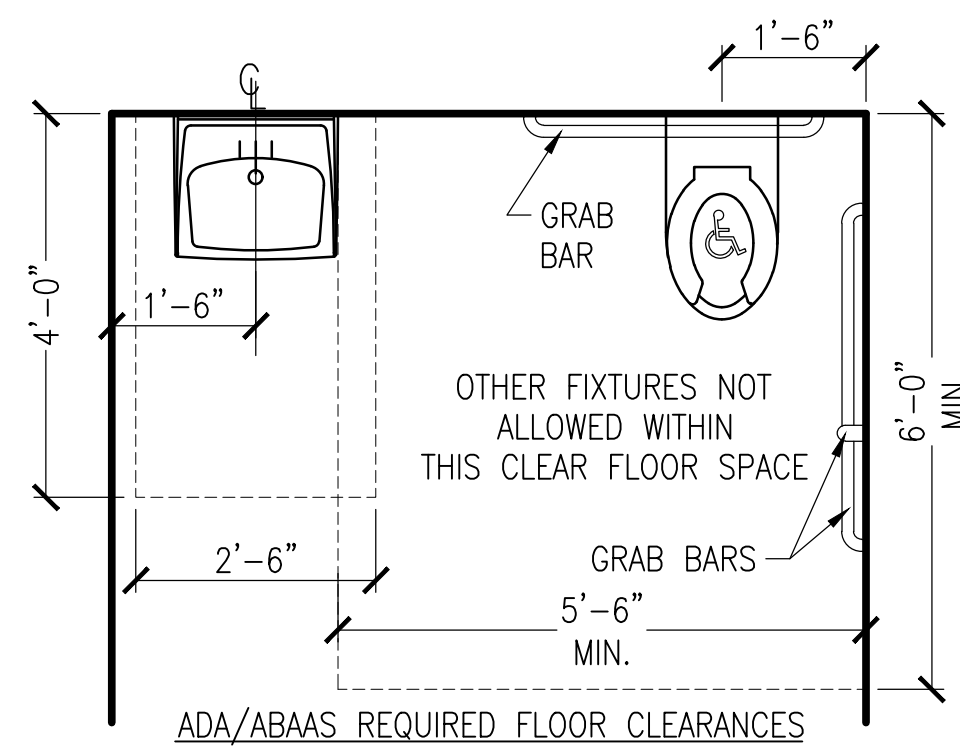 1'-6"
℄
GRAB
BAR
4'-0"
1'-6"
OTHER FIXTURES NOT
ALLOWED WITHIN
THIS CLEAR FLOOR SPACE
6'-0"
MIN
2'-6"
GRAB BARS
5'-6"
MIN.
ADA/ABAAS REQUIRED FLOOR CLEARANCES